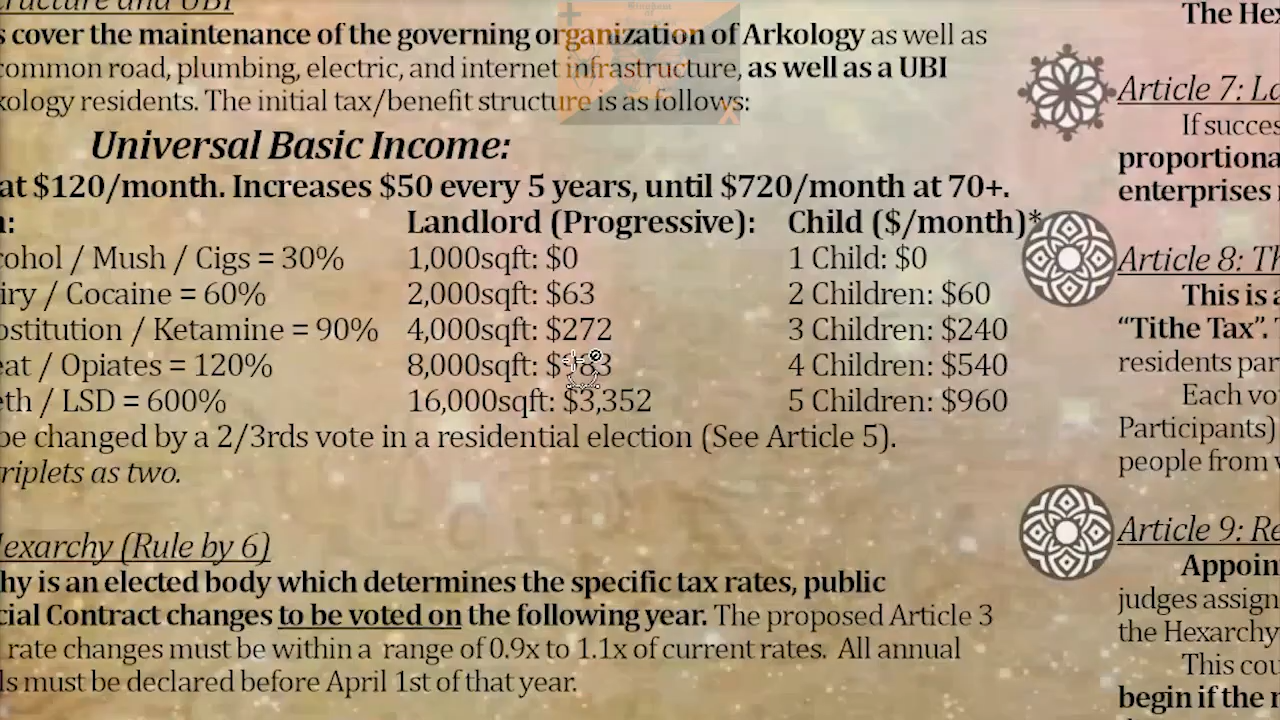 ructure and UBI
s cover the maintenance of the governing organization of Arkology as well as
common road, plumbing, electric, and internet infrastructure, as well as a UBI
kology residents. The initial tax/benefit structure is as follows:
Universal Basic Income:
at $120/month. Increases $50 every 5 years, until $720/month at 70+.
n: Landlord (Progressive): Child ($/month)*
cohol / Mush / Cigs = 30% 1,000sqft: $0 1 Child: $0
iry / Cocaine = 60% 2,000sqft: $63 2 Children: $60
ostitution / Ketamine = 90% 4,000sqft: $272 3 Children: $240
eat / Opiates = 120% 8,000sqft: 4 Children: $540
eth / LSD = 600% 16,000sqft: $3,352 5 Children: $960
be changed by a 2/3rds vote in a residential election (See Article 5).
triplets as two.
Hexarchy (Rule by 6)
hy is an elected body which determines the specific tax rates, public
cial Contract changes to be voted on the following year. The proposed Article 3
rate changes must be within a range of 0.9x to 1.1x of current rates. All annual
ls must be declared before April 1st of that year.
The Hex
Article 7: La
If succes
proportiona
enterprises
Article 8: Th
This is a
“Tithe Tax”.
residents par
Each vo
Participants)
people from v
Article 9: Re
Appoin
judges assign
the Hexarchy
This cou
begin if the